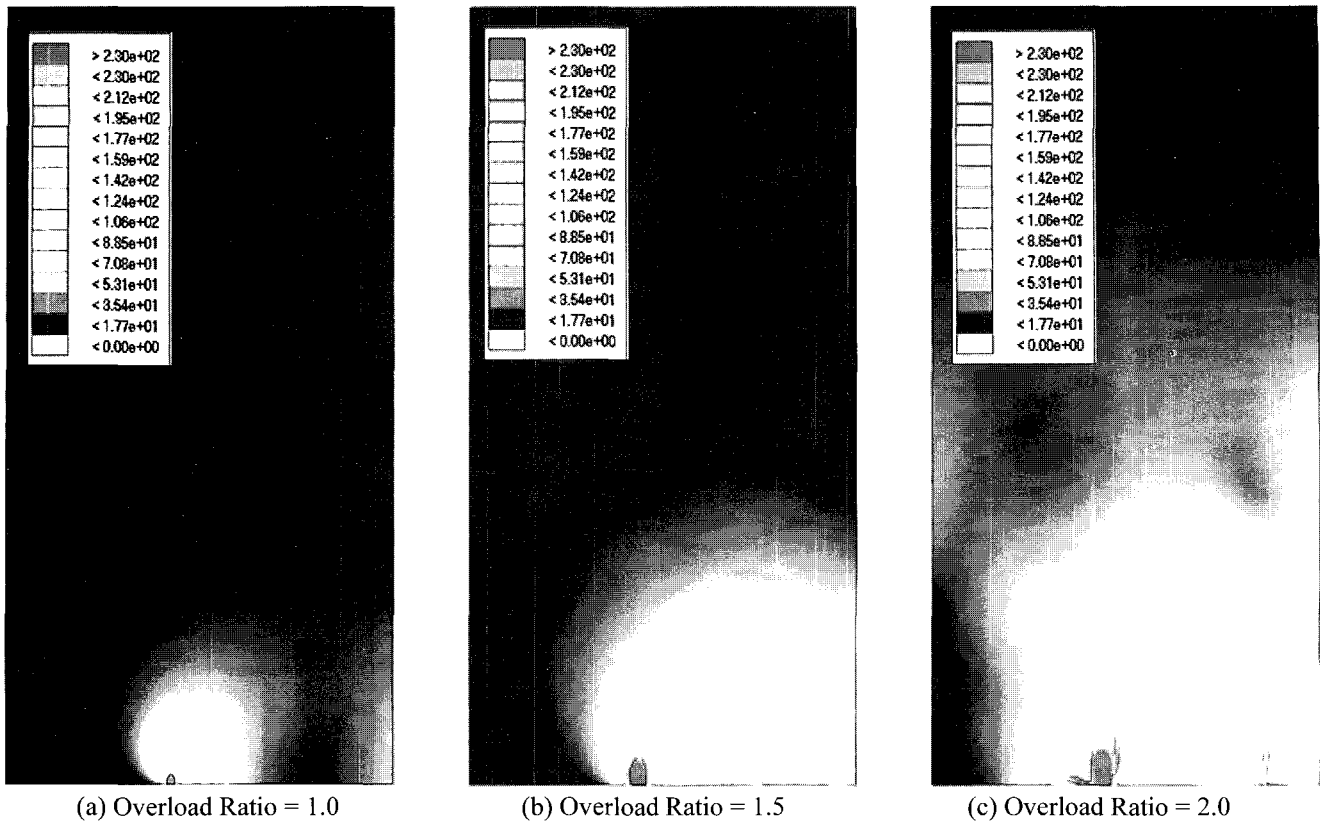 > 2.30e+02
< 2.30e+02
< 2.12e+02
< 1.95e+02
< 1.77e+02
< 1.59e+02
< 1.42e+02
< 1.24e+02
< 1.06e+02
< 8.85e+01
< 7.08e+01
< 5.31e+01
< 3.54e+01
< 1.77e+01
< 0.00e+00
> 2.30e+02
< 2.30e+02
< 2.12e+02
< 1.95e+02
< 1.77e+02
< 1.59e+02
< 1.42e+02
< 1.24e+02
< 1.06e+02
< 8.85e+01
< 7.08e+01
< 5.31e+01
< 3.54e+01
< 1.77e+01
< 0.00e+00
> 2.30e+02
< 2.30e+02
< 2.12e+02
< 1.95e+02
< 1.77e+02
< 1.59e+02
< 1.42e+02
< 1.24e+02
< 1.06e+02
< 8.85e+01
< 7.08e+01
< 5.31e+01
< 3.54e+01
< 1.77e+01
< 0.00e+00
(a) Overload Ratio = 1.0
(b) Overload Ratio = 1.5
(c) Overload Ratio = 2.0